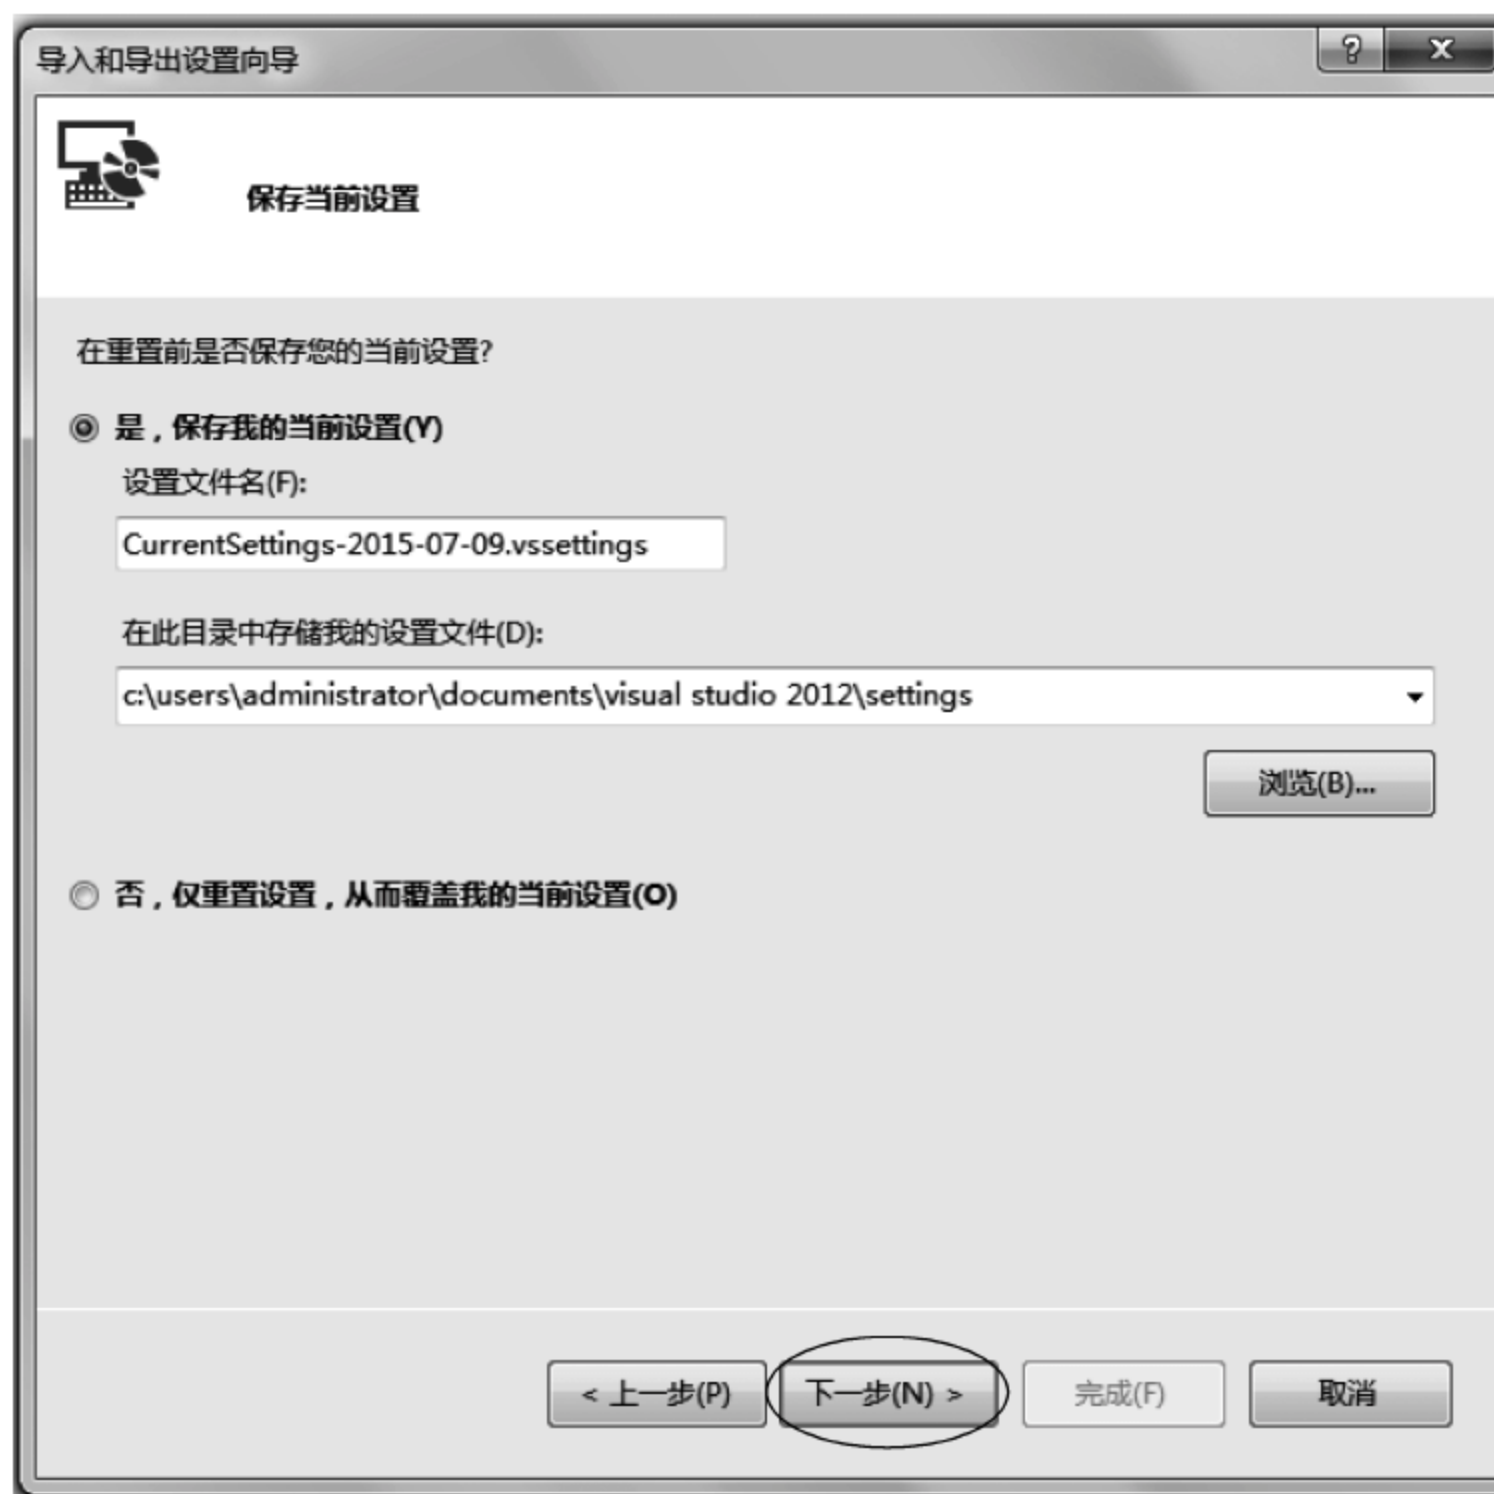 导入和导出设置向导
保存当前设置
在重置前是否保存您的当前设置?
是，保存我的当前设置(Y)
设置文件名(F):
CurrentSettings-2015-07-09.vssettings
在此目录中存储我的设置文件(D):
c:\users\administrator\documents\visual studio 2012\settings
浏览(B)...
否，仅重置设置，从而覆盖我的当前设置(O)
< 上一步(P) 下一步(N) > 完成(F) 取消